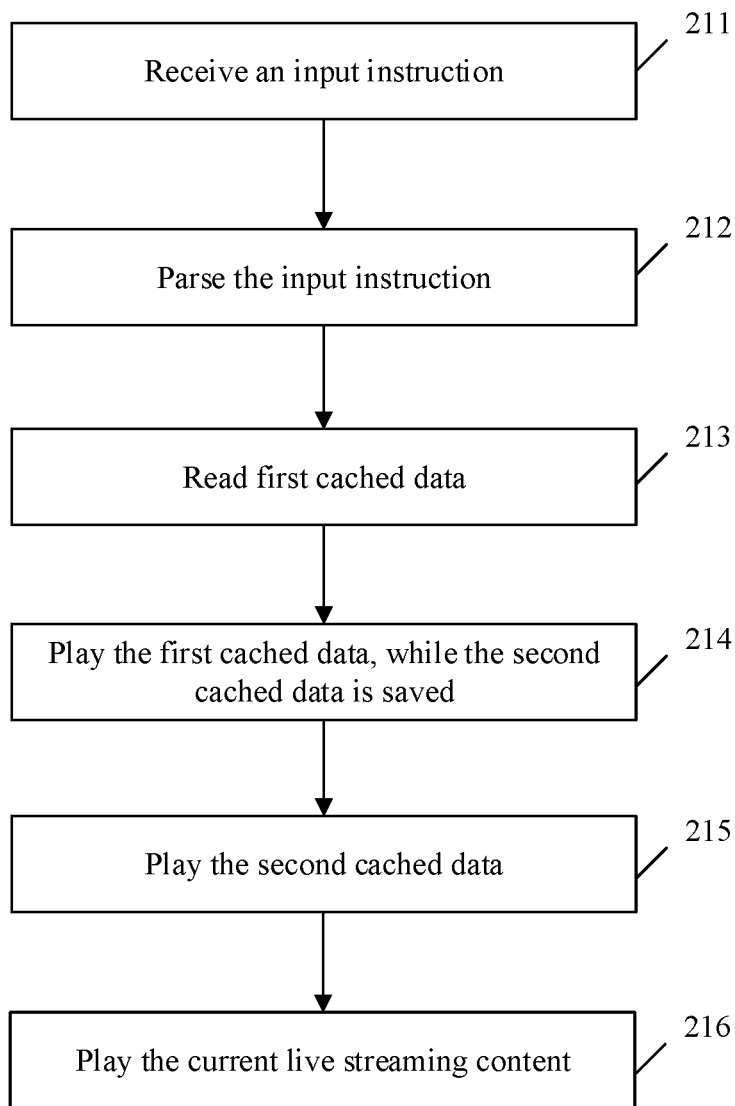 211
Receive an input instruction
212
Parse the input instruction
213
Read first cached data
214
Play the first cached data, while the second
cached data is saved
215
Play the second cached data
216
Play the current live streaming content